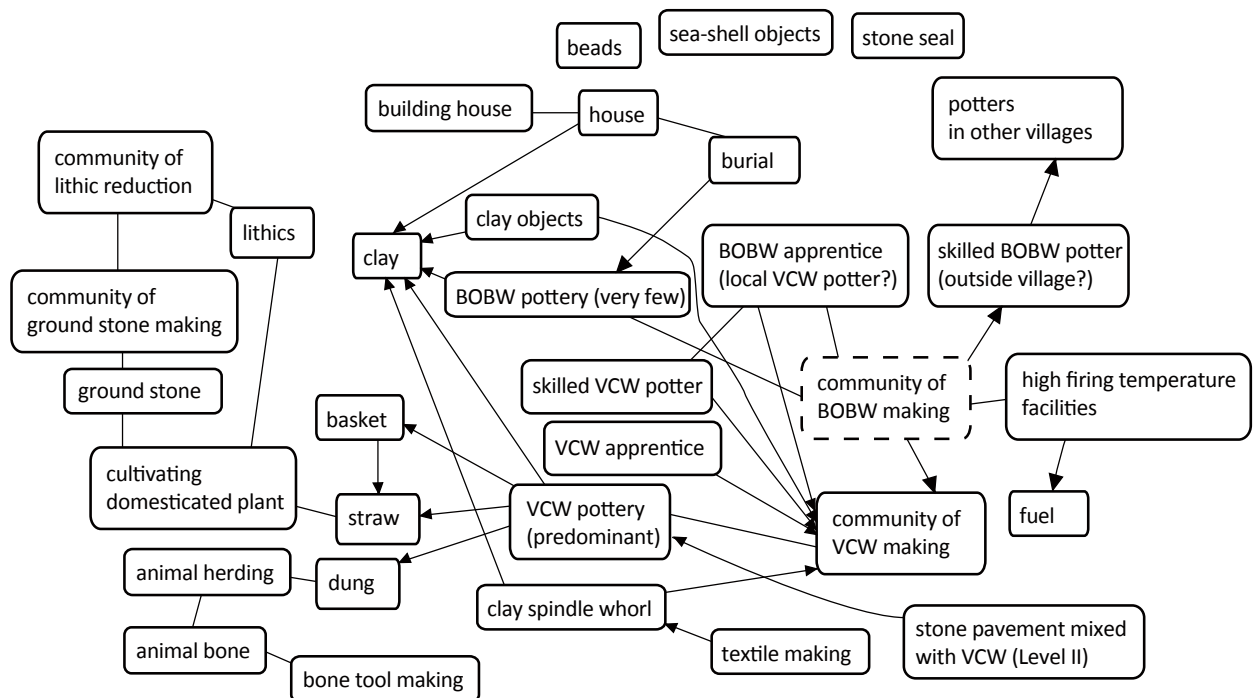 beads
sea-shell objects
stone seal
building house
house
burial
potters
in other villages
community of
lithic reduction
lithics
clay objects
clay
BOBW apprentice
(local VCW potter?)
skilled BOBW potter
(outside village?)
community of
ground stone making
BOBW pottery (very few)
ground stone
skilled VCW potter
community of
BOBW making
high firing temperature
facilities
basket
VCW apprentice
cultivating
domesticated plant
straw
VCW pottery
(predominant)
community of
VCW making
fuel
animal herding
dung
clay spindle whorl
animal bone
bone tool making
textile making
stone pavement mixed
with VCW (Level II)